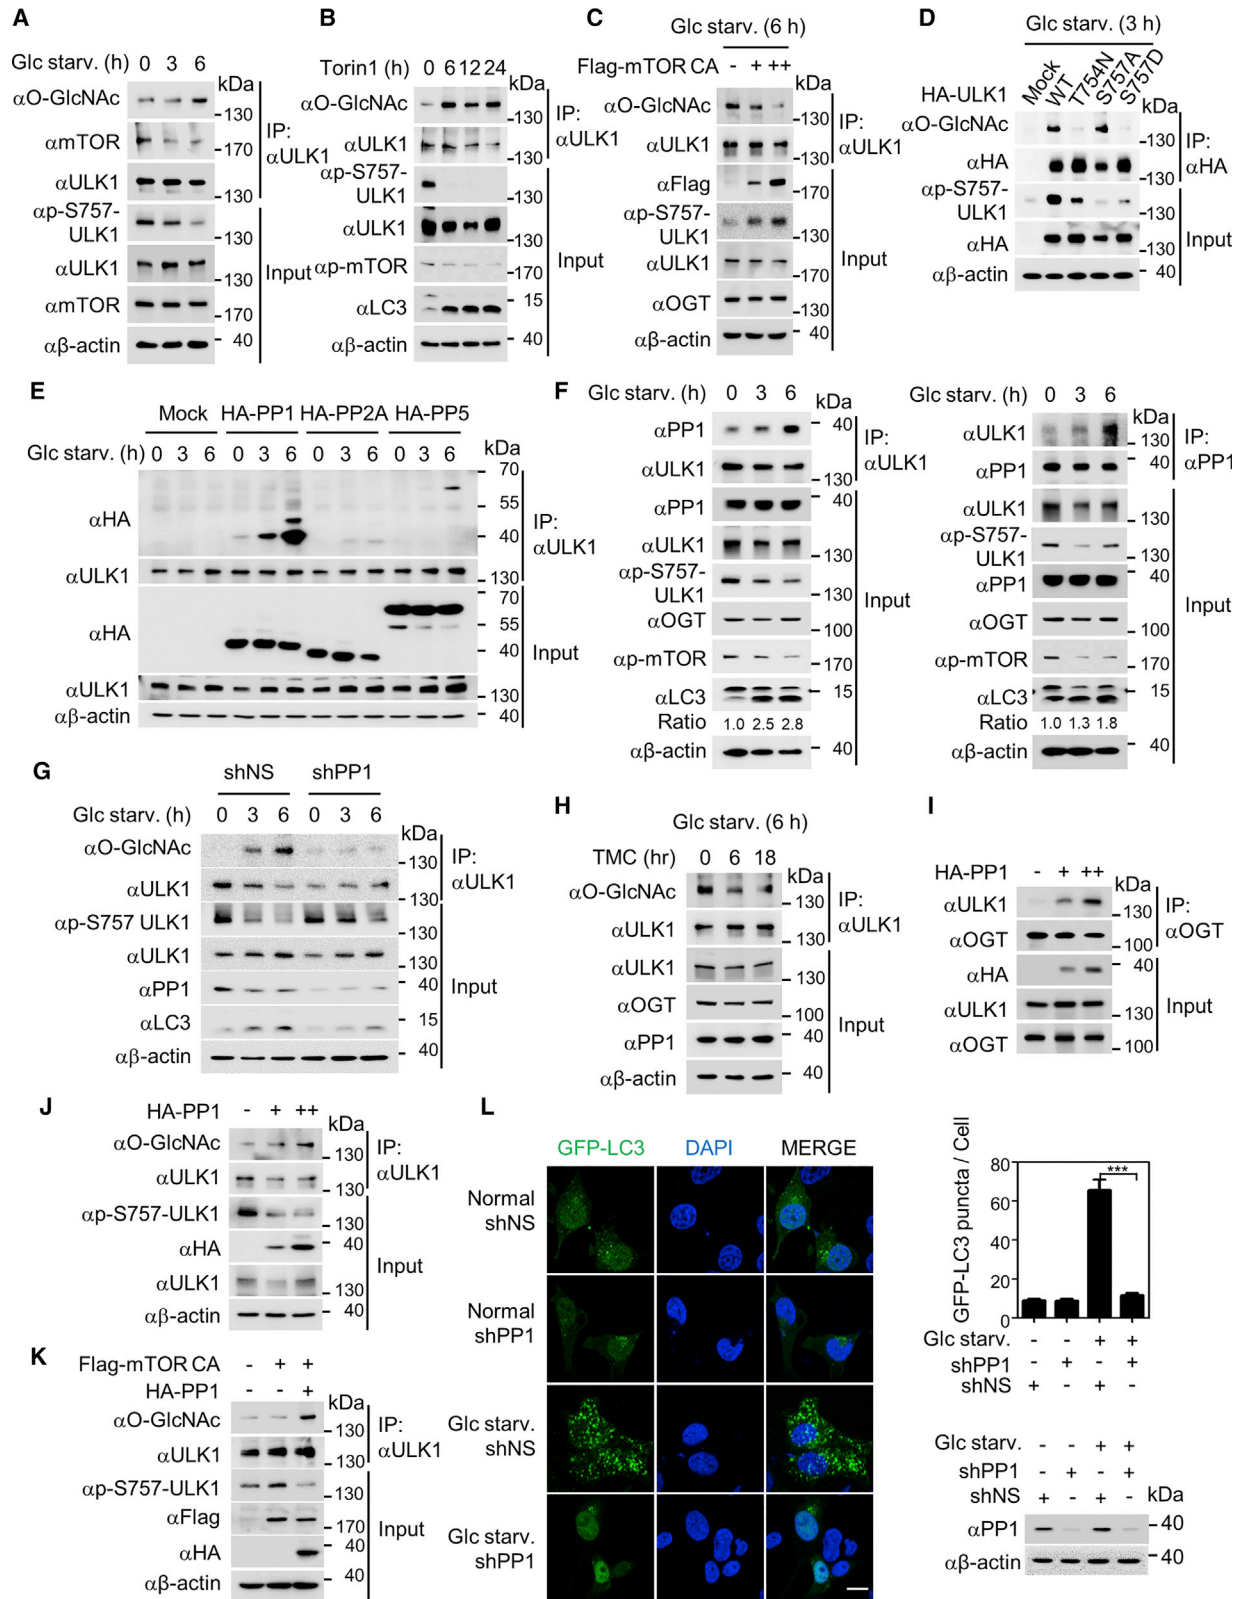 A
Glc starv. (h) 0 3 6
kDa
αO-GlcNAc
130
αmTOR
170
αULK1
130
αp-S757-
ULK1
130
αULK1
130
αmTOR
170
αβ-actin
40
IP:
αULK1
Input
B
Torin1 (h) 0 6 12 24
kDa
αO-GlcNAc
130
αULK1
130
αp-S757-
ULK1
αULK1
130
αp-mTOR
170
αLC3
15
αβ-actin
40
IP:
αULK1
Input
C
Glc starv. (6 h)
Flag-mTOR CA - + ++
kDa
αO-GlcNAc
130
αULK1
130
αFlag
170
αp-S757-
ULK1
130
αULK1
170
αOGT
130
αβ-actin
40
IP:
αULK1
Input
D
Glc starv. (3 h)
HA-ULK1 Mock WT T754N S757A S757D
kDa
αO-GlcNAc
130
αHA
130
αp-S757-
ULK1
130
αHA
130
αβ-actin
40
IP:
αHA
Input
E
Mock HA-PP1 HA-PP2A HA-PP5
Glc starv. (h) 0 3 6 0 3 6 0 3 6 0 3 6
kDa
70
55
αHA
40
αULK1
130
70
55
αHA
40
αULK1
130
αβ-actin
40
IP:
αULK1
Input
F
Glc starv. (h) 0 3 6
kDa
αPP1
40
αULK1
130
αPP1
40
αULK1
130
αp-S757-
ULK1
130
αOGT
100
αp-mTOR
170
αLC3
15
Ratio 1.0 2.5 2.8
αβ-actin
40
IP:
αULK1
Input
Glc starv. (h) 0 3 6
kDa
αULK1
130
αPP1
40
αULK1
130
αp-S757-
ULK1
130
αPP1
40
αOGT
100
αp-mTOR
170
αLC3
15
Ratio 1.0 1.3 1.8
αβ-actin
40
IP:
αPP1
Input
G
shNS shPP1
Glc starv. (h) 0 3 6 0 3 6
kDa
αO-GlcNAc
130
αULK1
130
αp-S757 ULK1
αULK1
130
αPP1
40
αLC3
15
αβ-actin
40
IP:
αULK1
Input
H
Glc starv. (6 h)
TMC (hr) 0 6 18
kDa
αO-GlcNAc
130
αULK1
130
αULK1
130
αOGT
100
αPP1
40
αβ-actin
40
IP:
αULK1
Input
I
HA-PP1 - + ++
kDa
αULK1
130
αOGT
100
αHA
40
αULK1
130
αOGT
100
IP:
αOGT
Input
J
HA-PP1 - + ++
kDa
αO-GlcNAc
130
αULK1
130
αp-S757-ULK1
130
αHA
40
αULK1
130
αβ-actin
40
IP:
αULK1
Input
K
Flag-mTOR CA - + +
HA-PP1 - - +
kDa
αO-GlcNAc
130
αULK1
130
αp-S757-ULK1
130
αFlag
170
αHA
40
αβ-actin
40
IP:
αULK1
Input
L
GFP-LC3 DAPI MERGE
Normal
shNS
Normal
shPP1
Glc starv.
shNS
Glc starv.
shPP1
GFP-LC3 puncta / Cell
80
60
40
20
0
***
Glc starv. - - + +
shPP1 - + - +
shNS + - + -
Glc starv. - - + +
shPP1 - + - +
shNS + - + -
kDa
αPP1
40
αβ-actin
40